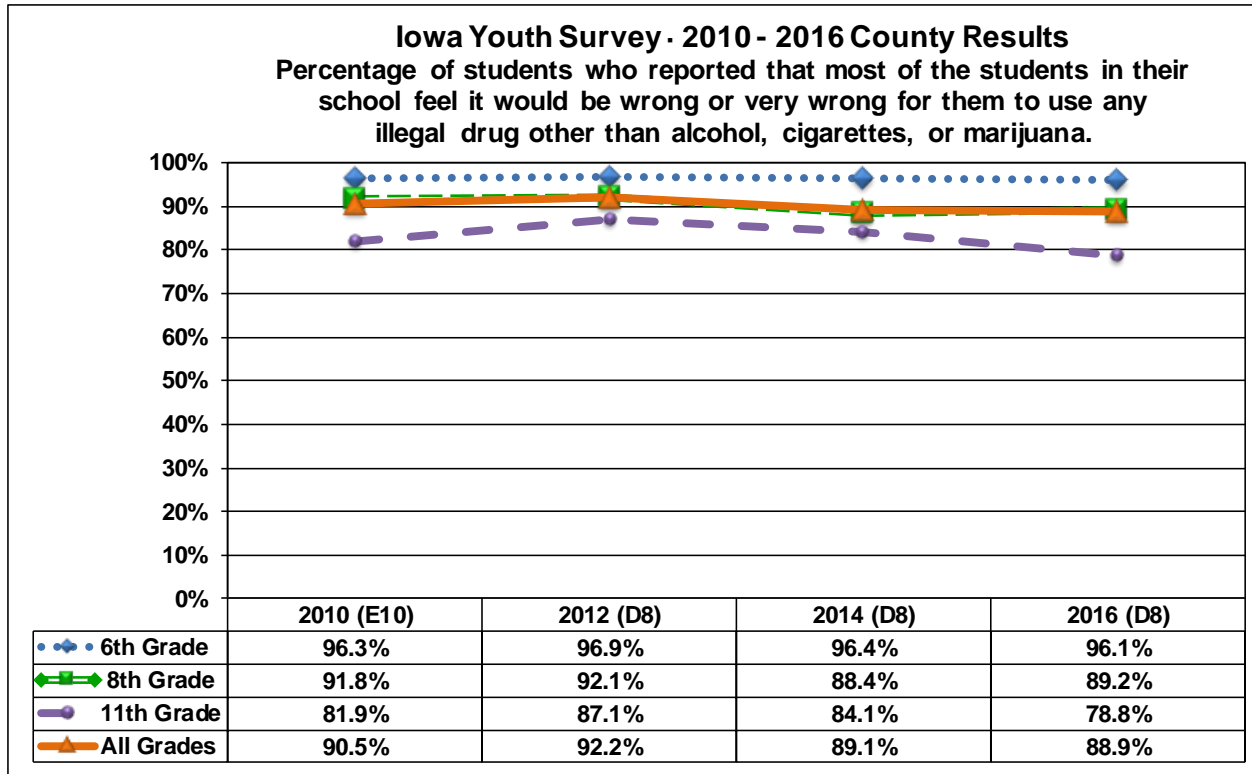 Iowa Youth Survey · 2010 - 2016 County Results
Percentage of students who reported that most of the students in their
school feel it would be wrong or very wrong for them to use any
illegal drug other than alcohol, cigarettes, or marijuana.
100%
90%
80%
70%
60%
50%
40%
30%
20%
10%
0%
2010 (E10) 2012 (D8) 2014 (D8) 2016 (D8)
6th Grade 96.3% 96.9% 96.4% 96.1%
8th Grade 91.8% 92.1% 88.4% 89.2%
11th Grade 81.9% 87.1% 84.1% 78.8%
All Grades 90.5% 92.2% 89.1% 88.9%